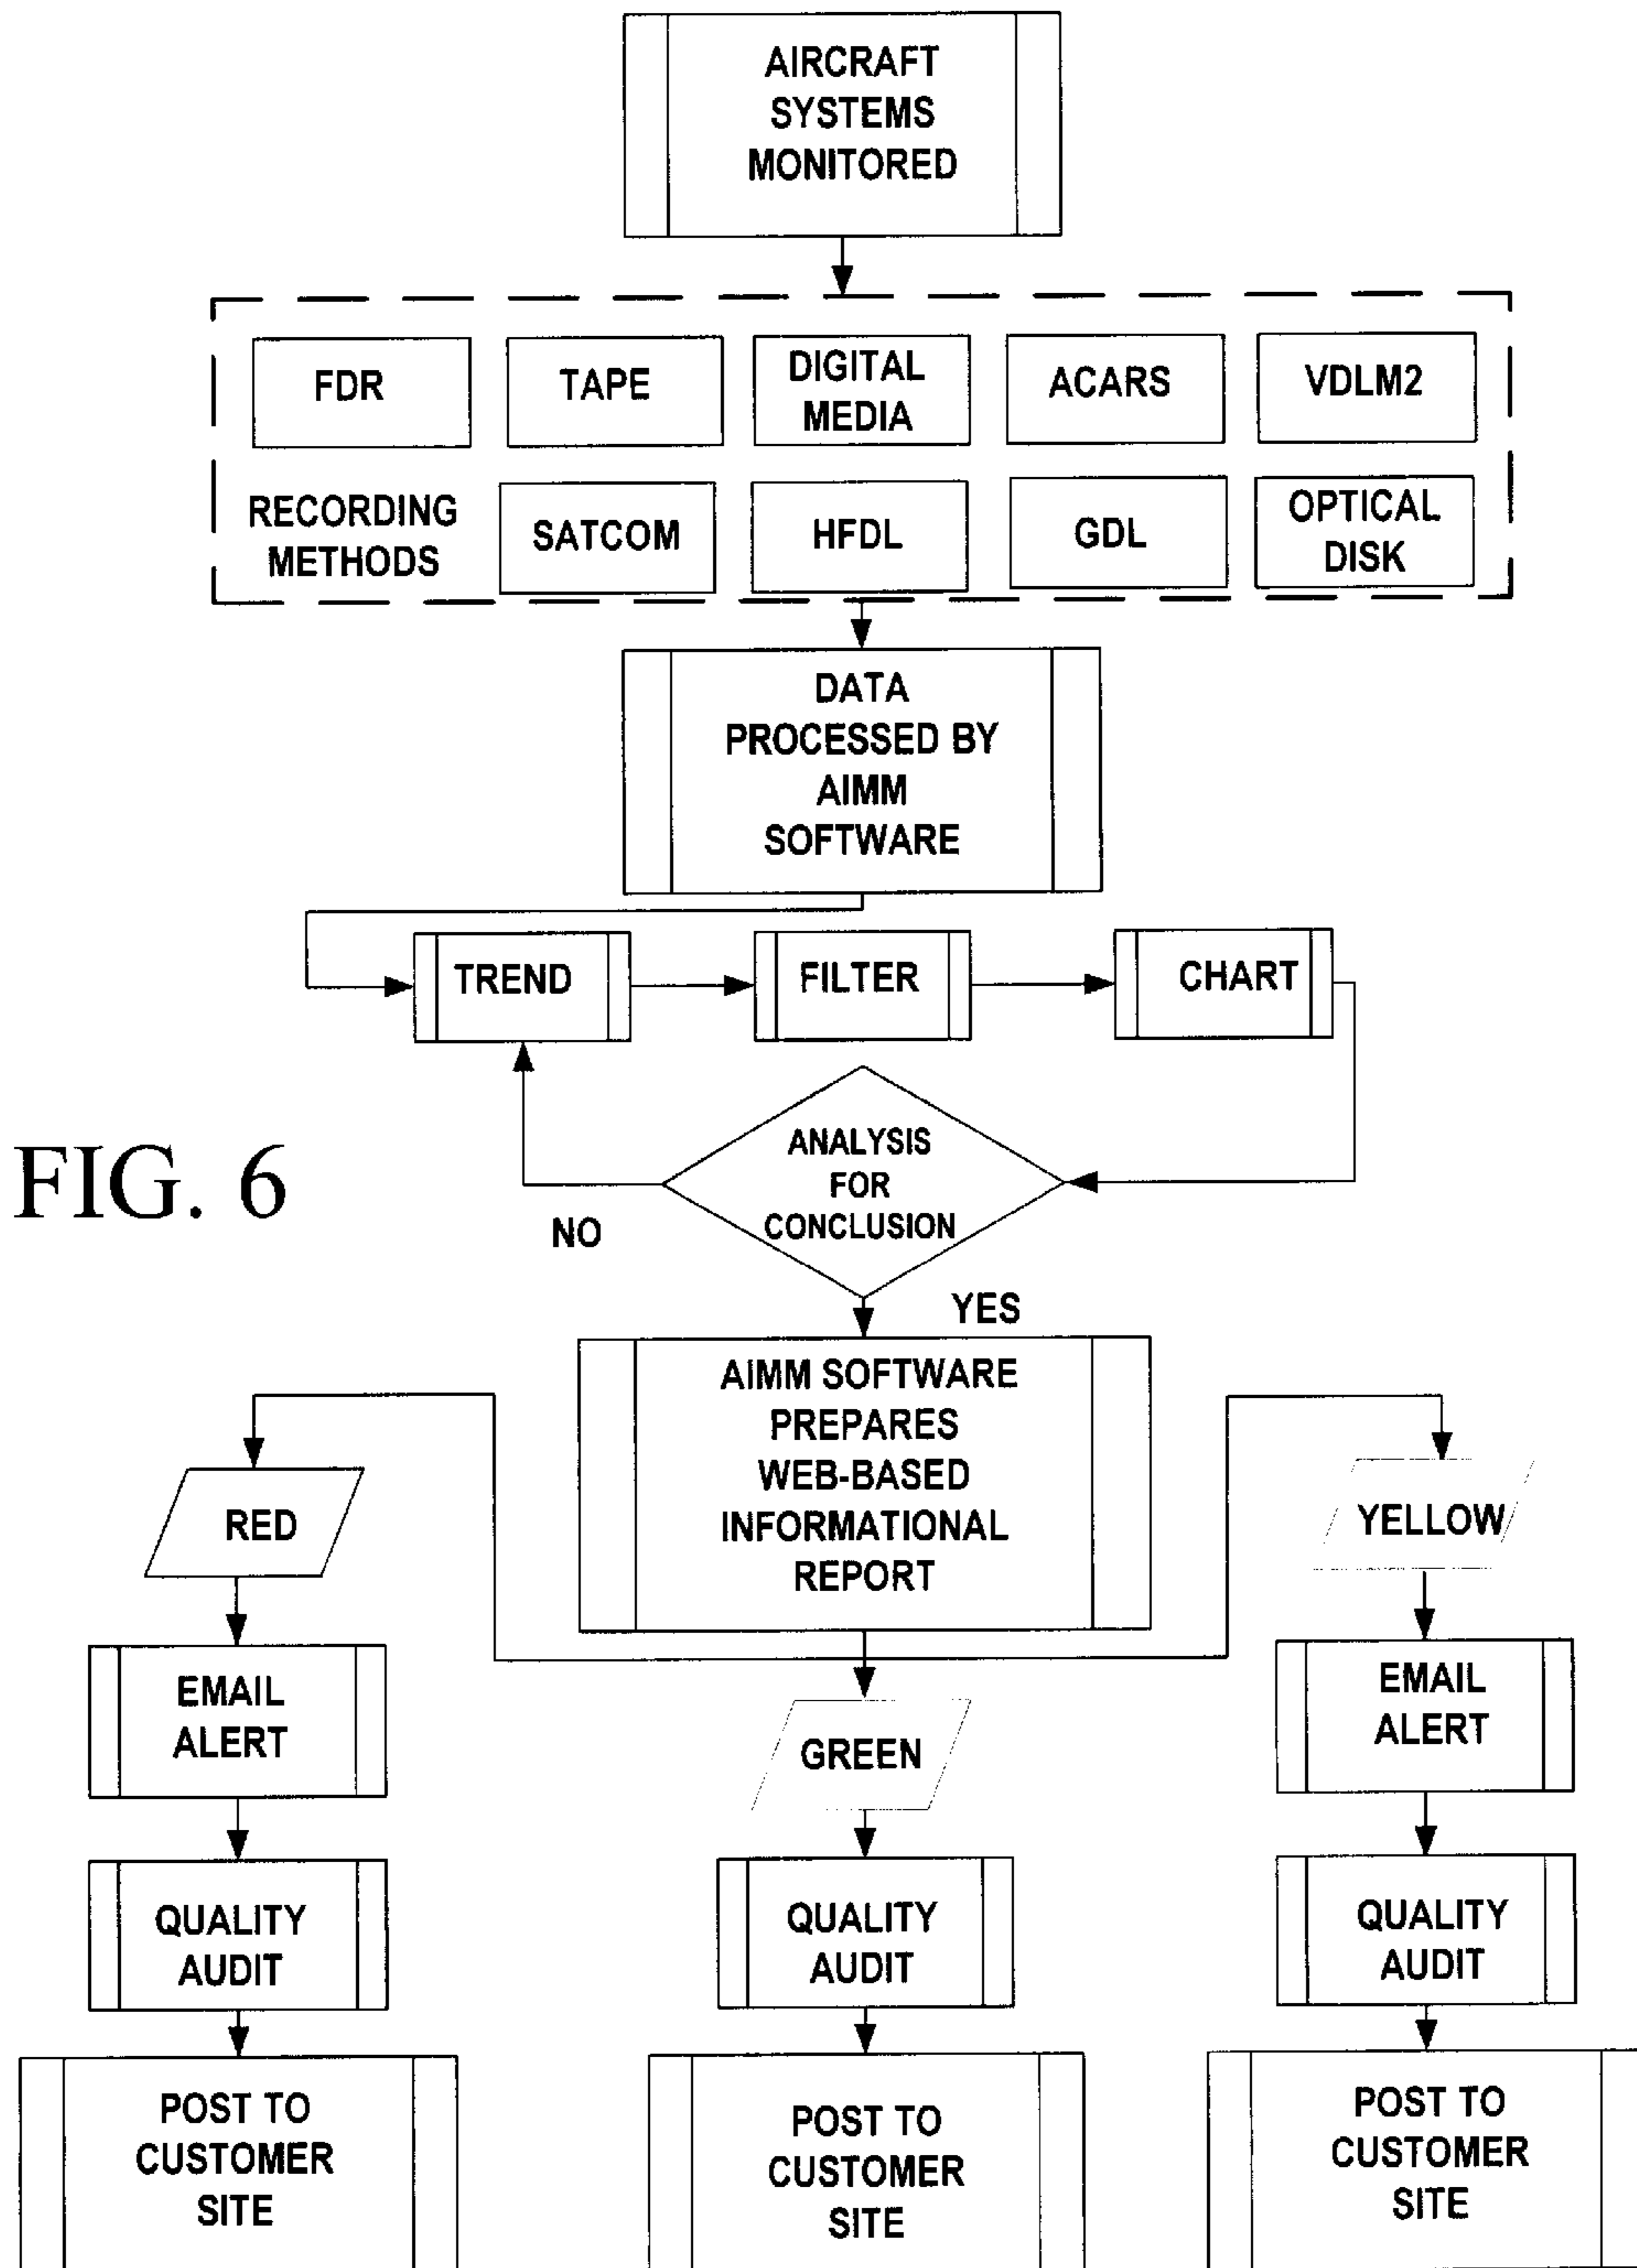 AIRCRAFT
SYSTEMS
MONITORED
FDR
TAPE
DIGITAL
MEDIA
ACARS
VDLM2
RECORDING
METHODS
SATCOM
HFDL
GDL
OPTICAL
DISK
DATA
PROCESSED BY
AIMM
SOFTWARE
TREND
FILTER
CHART
FIG. 6
ANALYSIS
FOR
CONCLUSION
NO
YES
AIMM SOFTWARE
PREPARES
WEB-BASED
INFORMATIONAL
REPORT
RED
YELLOW
EMAIL
ALERT
GREEN
EMAIL
ALERT
QUALITY
AUDIT
QUALITY
AUDIT
QUALITY
AUDIT
POST TO
CUSTOMER
SITE
POST TO
CUSTOMER
SITE
POST TO
CUSTOMER
SITE